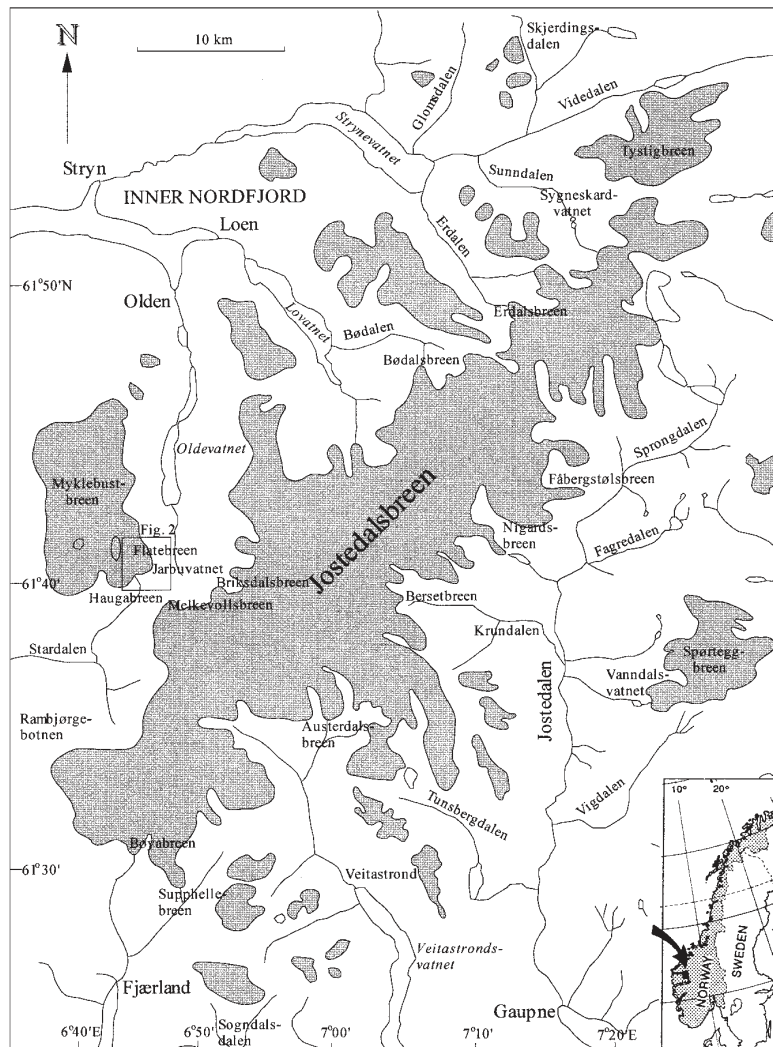 N
10 km
Skjerdings-
dalen
Glomsdalen
Videdalen
Strynevatnet
Tystigbreen
Stryn
Sunndalen
INNER NORDFJORD
Sygneskard-
vatnet
Loen
Erdalen
61°50'N
Olden
Lovatnet
Erdalsbreen
Bødalen
Bødalsbreen
Oldevatnet
Sprongdalen
Myklebust-
breen
Jostedalsbreen
Fåbergstølsbreen
Fig. 2
Flatebreen
Nigards-
breen
Fagredalen
Jarbuvatnet
61°40'
Briksdalsbreen
Haugabreen
Melkevollsbreen
Bersetbreen
Krundalen
Stardalen
Spørtegg-
breen
Vanndals-
vatnet
Rambjørge-
botnen
Austerdals-
breen
Jostedalen
Tunsbergdalen
Vigdalen
10°
20°
Bøyabreen
61°30'
Veitastrond
Supphelle-
breen
Veitastronds-
vatnet
NORWAY
SWEDEN
Fjærland
Gaupne
Sogndals-
dalen
6°40'E
6°50'
7°00'
7°10'
7°20'E